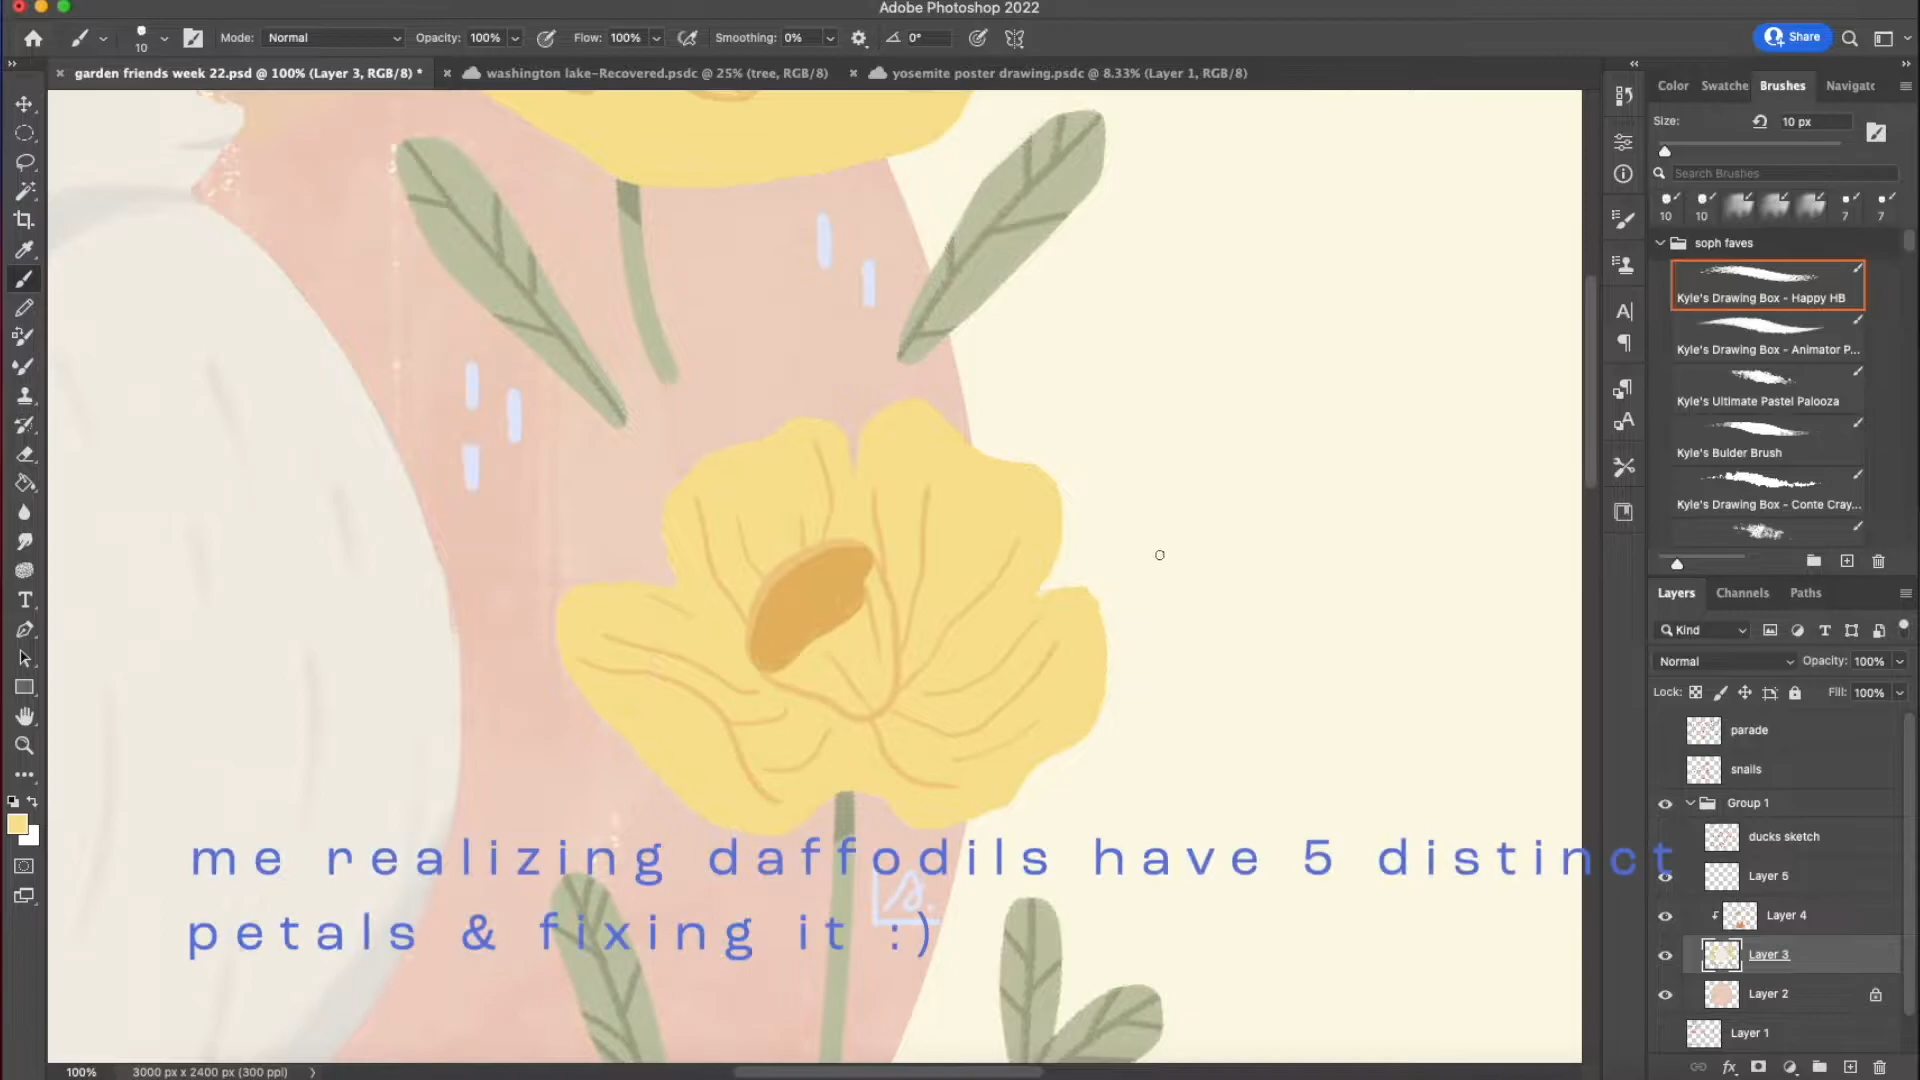 Adobe Photoshop 2022
10
Mode: Normal
Opacity: 100%
Flow: 100%
Smoothing: 0%
0°
Share
garden friends week 22.psd @ 100% (Layer 3, RGB/8) *
washington lake-Recovered.psdc @ 25% (tree, RGB/8)
yosemite poster drawing.psdc @ 8.33% (Layer 1, RGB/8)
Color
Swatche
Brushes
Navigatc
Size:
10 px
Search Brushes
10
10
7
7
soph faves
Kyle's Drawing Box - Happy HB
Kyle's Drawing Box - Animator P...
Kyle's Ultimate Pastel Palooza
Kyle's Bulder Brush
Kyle's Drawing Box - Conte Cray...
Layers
Channels
Paths
Kind
Normal
Opacity: 100%
Lock:
Fill: 100%
parade
snails
Group 1
ducks sketch
Layer 5
Layer 4
Layer 3
Layer 2
Layer 1
me realizing daffodils have 5 distinct
petals & fixing it :)
100%
3000 px x 2400 px (300 ppi)